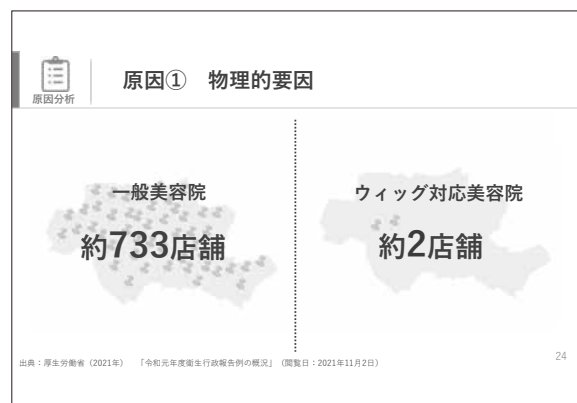 原因分析
原因① 物理的要因
一般美容院
約733店舗
ウィッグ対応美容院
約2店舗
出典：厚生労働省（2021年） 「令和元年度衛生行政報告例の概況」（閲覧日：2021年11月2日）
24